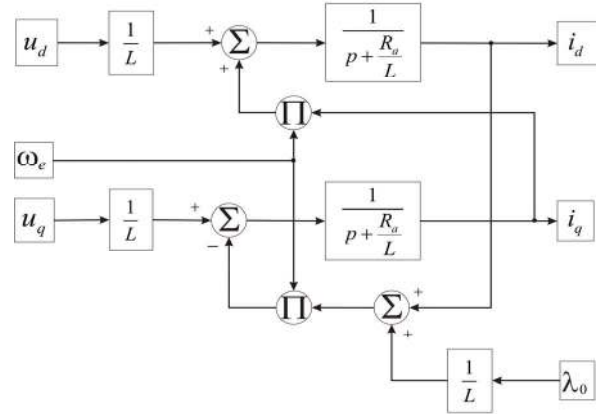 u_d
1/L
+
Σ
+
1/(p + R_a/L)
i_d
Π
ω_e
u_q
1/L
+
Σ
−
1/(p + R_a/L)
i_q
Π
Σ
+
+
1/L
λ_0